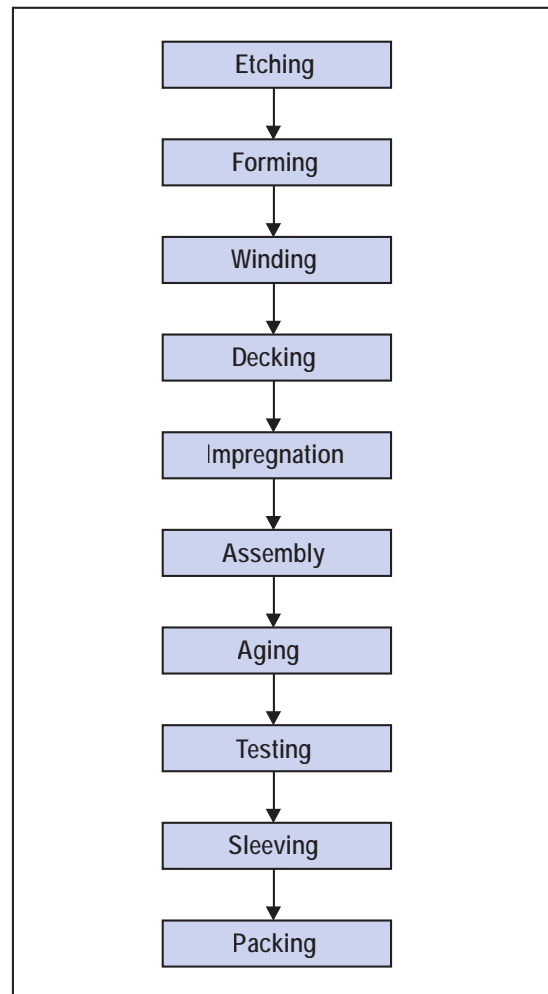 Etching
Forming
Winding
Decking
Impregnation
Assembly
Aging
Testing
Sleeving
Packing